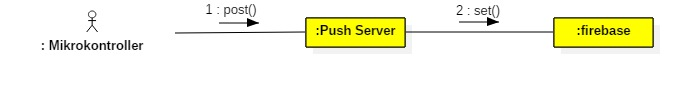 1 : post()
2 : set()
: Mikrokontroller
:Push Server
:firebase